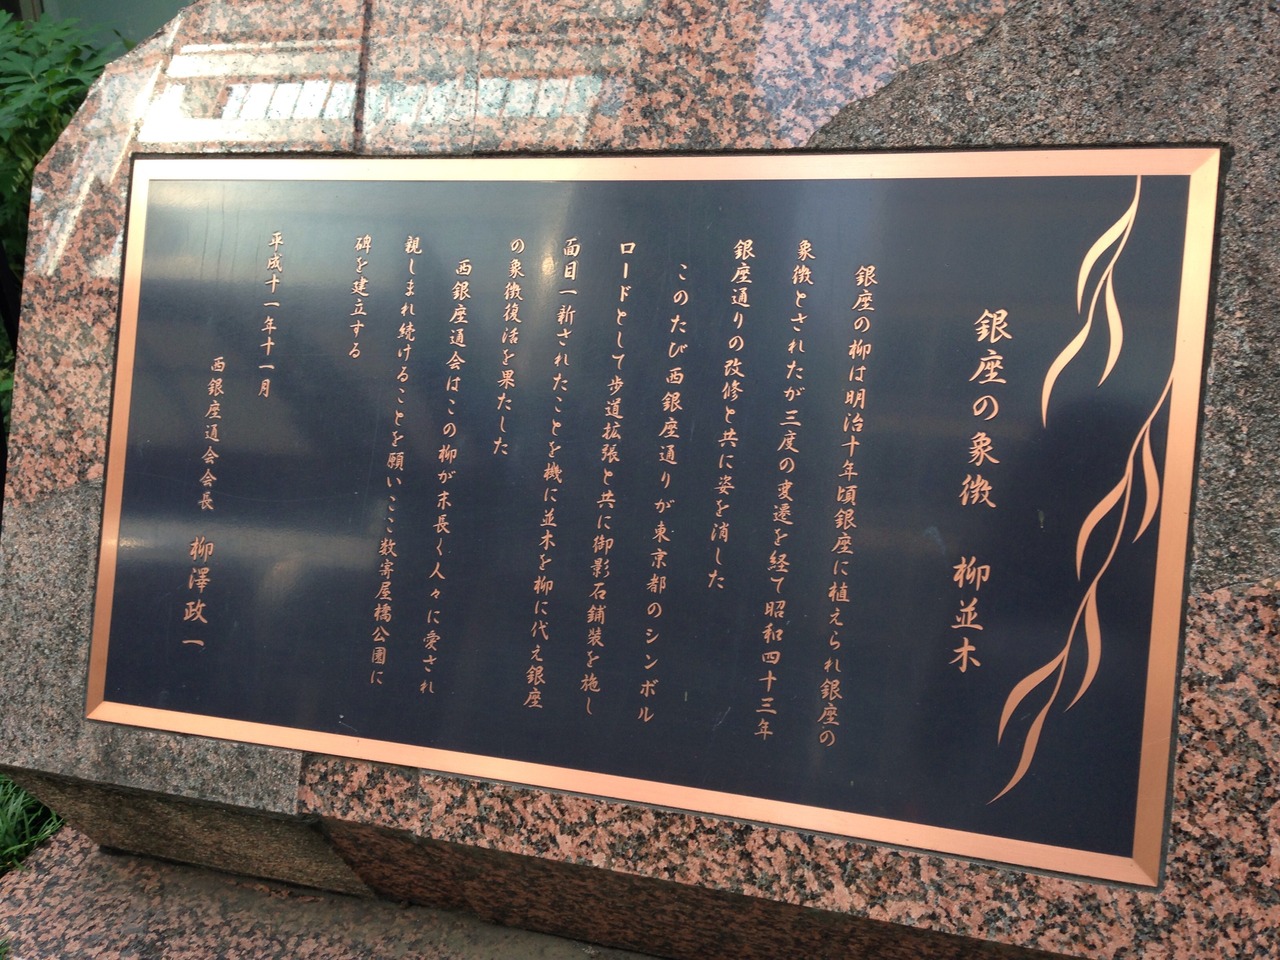 銀座の象徴 柳並木
銀座の柳は明治十年頃銀座に植えられ銀座の
象徴とされたが三度の変遷を経て昭和四十三年
銀座通りの改修と共に姿を消した
このたび西銀座通りが東京都のシンボル
ロードとして歩道拡張と共に御影石舗装を施し
面目一新されたことを機に並木を柳に代え銀座
の象徴復活を果たした
西銀座通会はこの柳が末長く人々に愛され
親しまれ続けることを願いここ数寄屋橋公園に
碑を建立する
平成十一年十一月
西銀座通会会長 柳澤政一